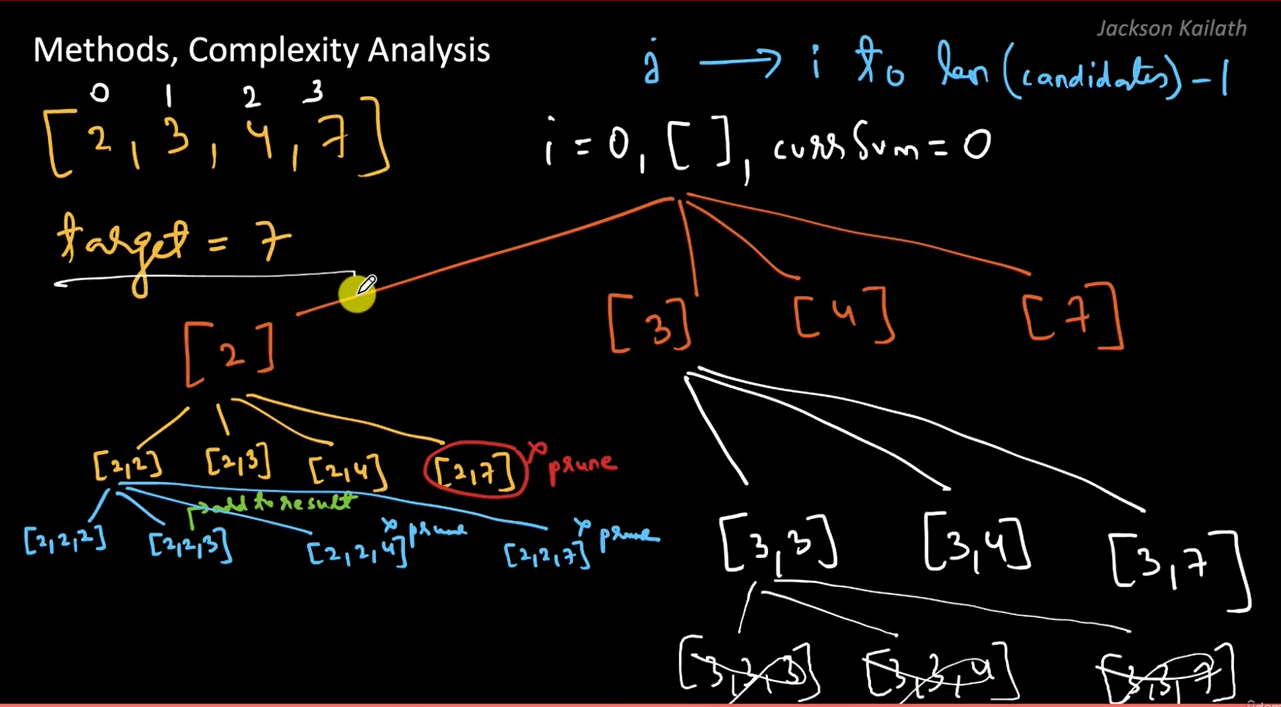 Jackson Kailath
Methods, Complexity Analysis
j → i to len(candidates)-1
0 1 2 3
[2, 3, 4, 7]
i = 0, [ ], currSum = 0
target = 7
[2] [3] [4] [7]
[2,2] [2,3] [2,4] [2,7] x prune
add to result
[2,2,2] [2,2,3] [2,2,4] x prune [2,2,7] x prune
[3,3] [3,4] [3,7]
[3,3,3] [3,3,4] [3,3,7]